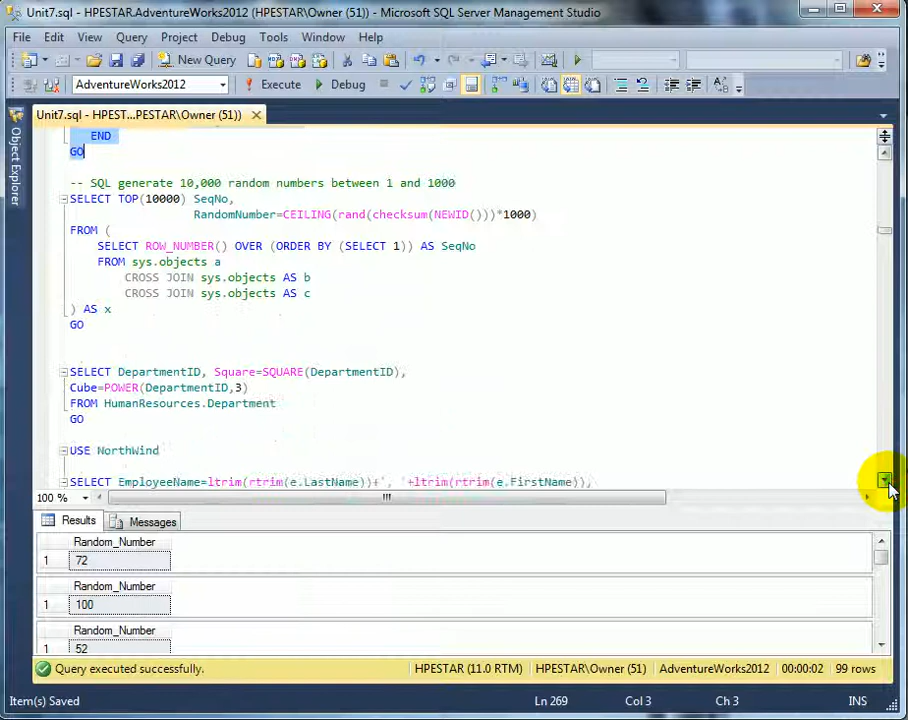 Unit7.sql - HPESTAR.AdventureWorks2012 (HPESTAR\Owner (51)) - Microsoft SQL Server Management Studio
File Edit View Query Project Debug Tools Window Help
New Query
AdventureWorks2012 Execute Debug
Unit7.sql - HPEST...PESTAR\Owner (51))
Object Explorer
END
GO
-- SQL generate 10,000 random numbers between 1 and 1000
SELECT TOP(10000) SeqNo,
RandomNumber=CEILING(rand(checksum(NEWID()))*1000)
FROM (
SELECT ROW_NUMBER() OVER (ORDER BY (SELECT 1)) AS SeqNo
FROM sys.objects a
CROSS JOIN sys.objects AS b
CROSS JOIN sys.objects AS c
) AS x
GO
SELECT DepartmentID, Square=SQUARE(DepartmentID),
Cube=POWER(DepartmentID,3)
FROM HumanResources.Department
GO
USE NorthWind
SELECT EmployeeName=ltrim(rtrim(e.LastName))+', '+ltrim(rtrim(e.FirstName)),
100 %
Results Messages
Random_Number
1 72
Random_Number
1 100
Random_Number
1 52
Query executed successfully. HPESTAR (11.0 RTM) HPESTAR\Owner (51) AdventureWorks2012 00:00:02 99 rows
Item(s) Saved Ln 269 Col 3 Ch 3 INS